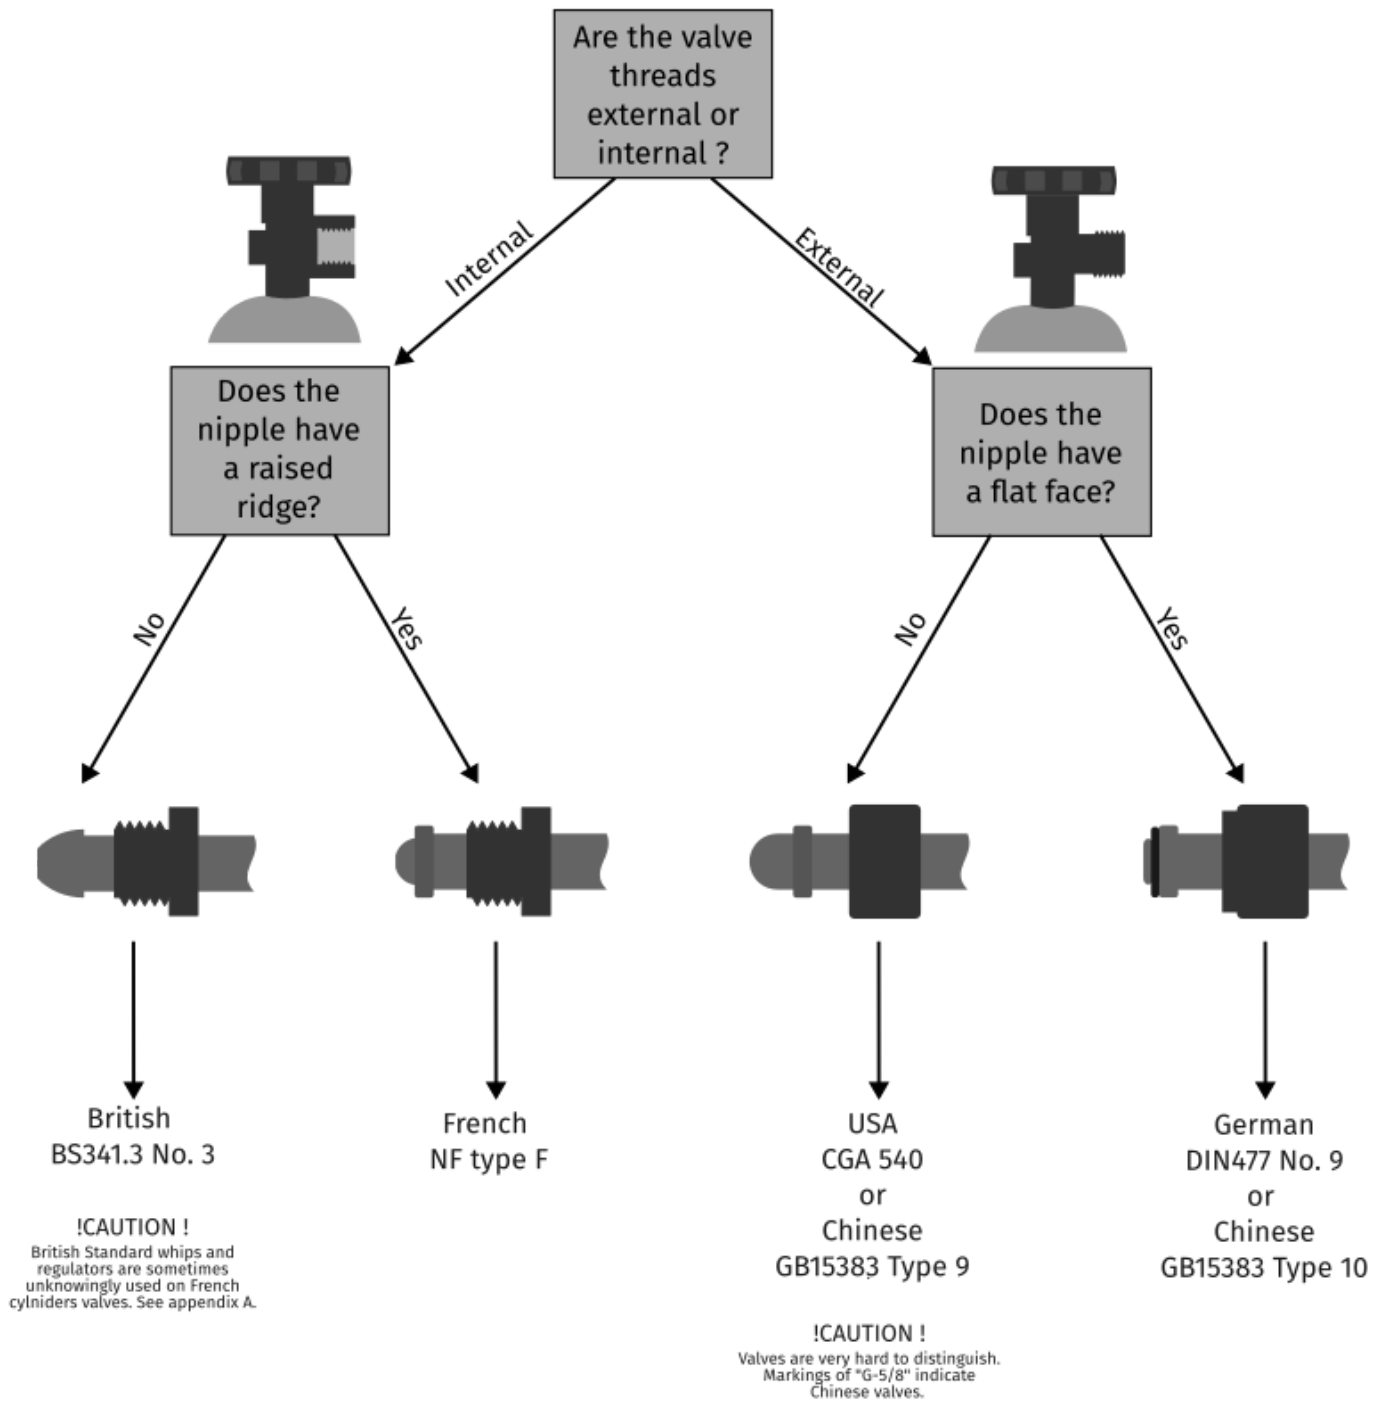 Are the valve
threads
external or
internal ?
Internal
External
Does the
nipple have
a raised
ridge?
Does the
nipple have
a flat face?
No
Yes
No
Yes
British
BS341.3 No. 3
!CAUTION !
British Standard whips and
regulators are sometimes
unknowingly used on French
cylniders valves. See appendix A.
French
NF type F
USA
CGA 540
or
Chinese
GB15383 Type 9
!CAUTION !
Valves are very hard to distinguish.
Markings of "G-5/8" indicate
Chinese valves.
German
DIN477 No. 9
or
Chinese
GB15383 Type 10